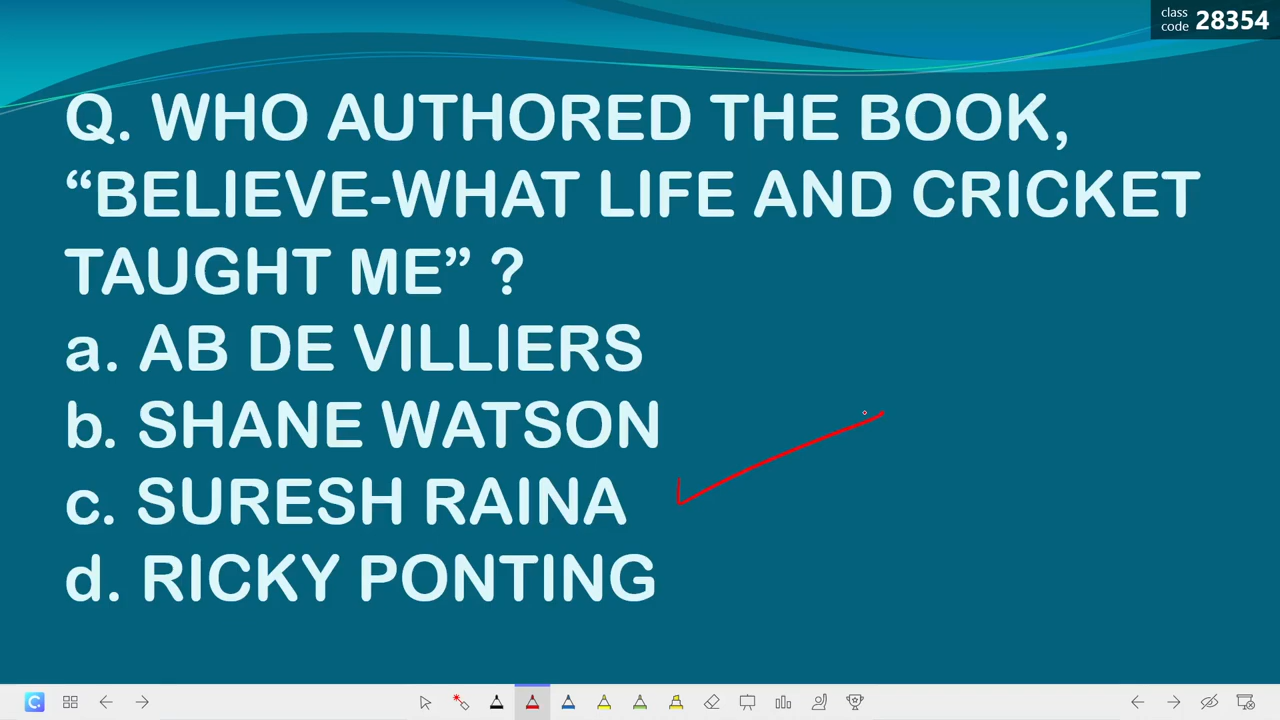 class
code 28354
Q. WHO AUTHORED THE BOOK,
“BELIEVE-WHAT LIFE AND CRICKET
TAUGHT ME” ?
a. AB DE VILLIERS
b. SHANE WATSON
c. SURESH RAINA
d. RICKY PONTING